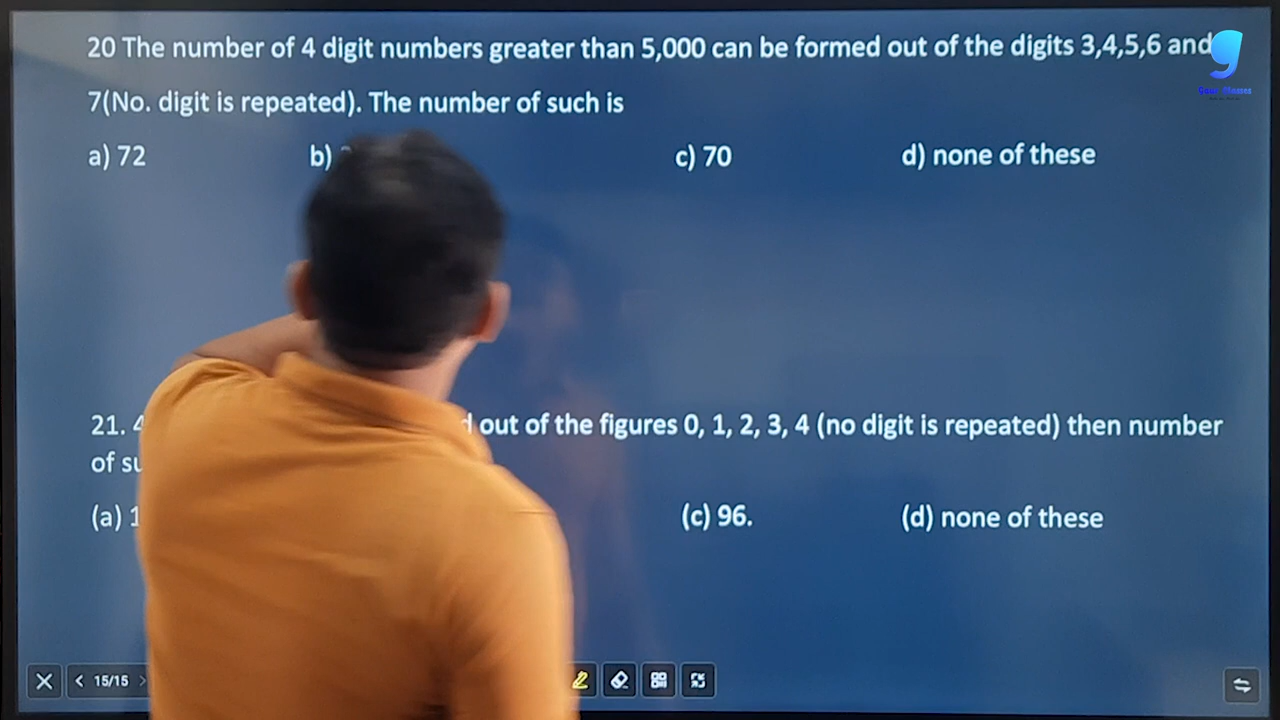 20 The number of 4 digit numbers greater than 5,000 can be formed out of the digits 3,4,5,6 and
7(No. digit is repeated). The number of such is
a) 72 b) c) 70 d) none of these
21. out of the figures 0, 1, 2, 3, 4 (no digit is repeated) then number
of
(a) (c) 96. (d) none of these
15/15